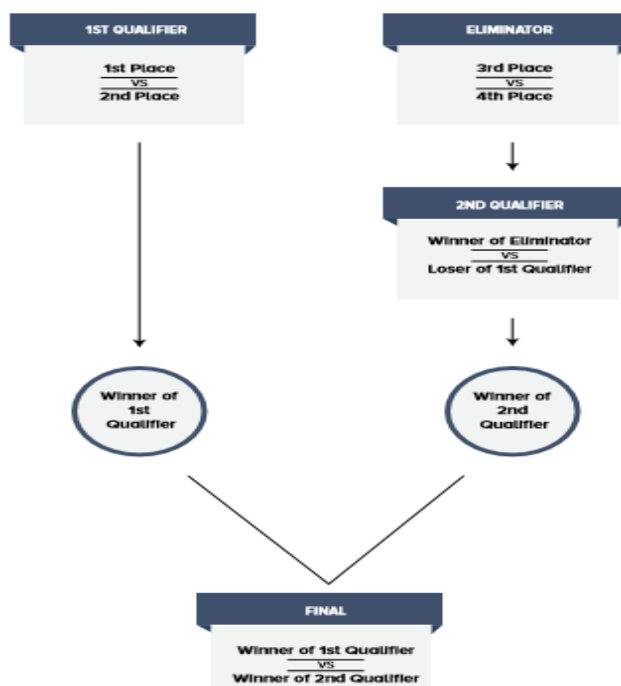 1ST QUALIFIER
1st Place
VS
2nd Place
ELIMINATOR
3rd Place
VS
4th Place
2ND QUALIFIER
Winner of Eliminator
VS
Loser of 1st Qualifier
Winner of
1st
Qualifier
Winner of
2nd
Qualifier
FINAL
Winner of 1st Qualifier
VS
Winner of 2nd Qualifier